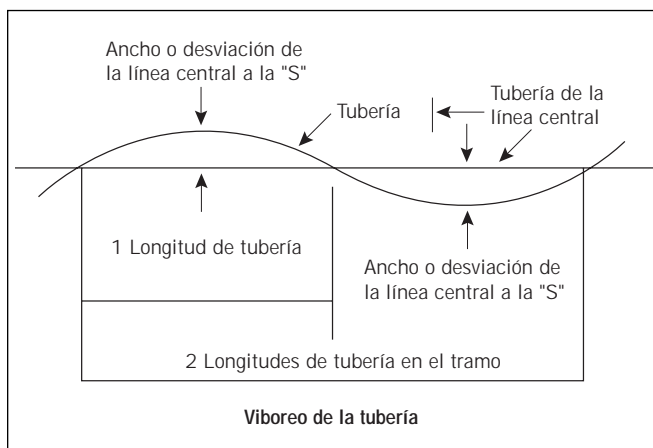 Ancho o desviación de
la línea central a la "S"
Tubería
Tubería de la
línea central
1 Longitud de tubería
Ancho o desviación de
la línea central a la "S"
2 Longitudes de tubería en el tramo
Viboreo de la tubería